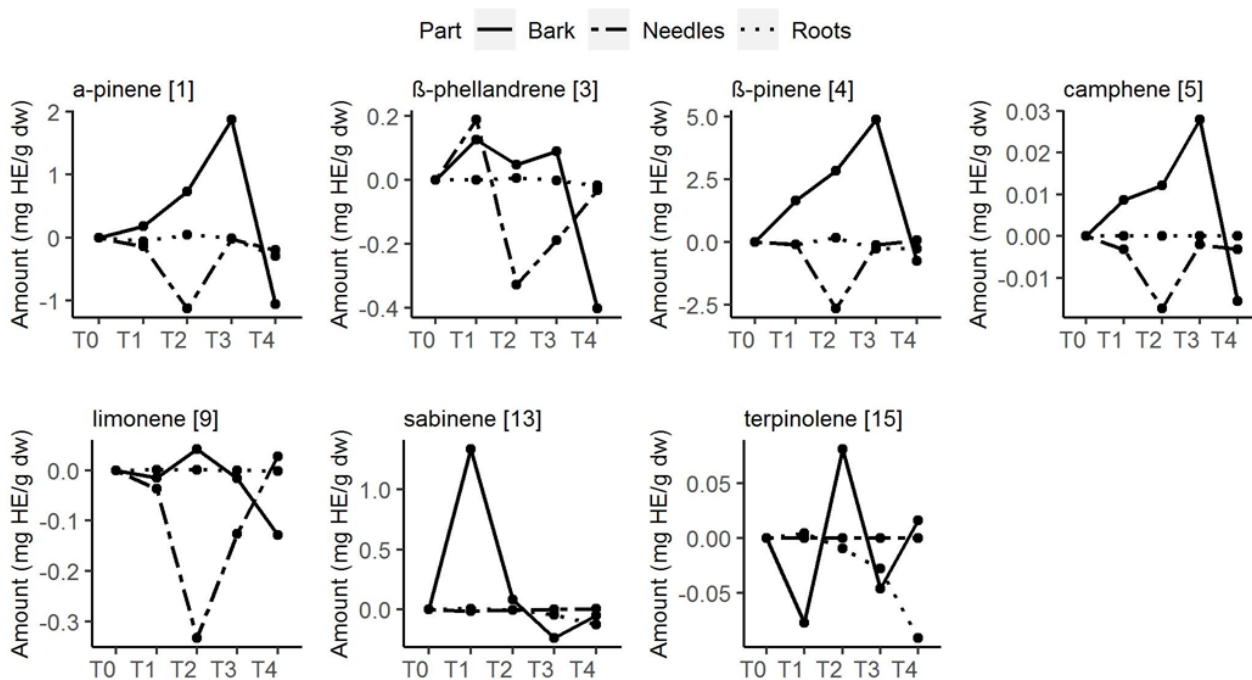 Part Bark Needles Roots
a-pinene [1]
Amount (mg HE/g dw)
2
1
0
-1
T0 T1 T2 T3 T4
ß-phellandrene [3]
Amount (mg HE/g dw)
0.2
0.0
-0.2
-0.4
T0 T1 T2 T3 T4
ß-pinene [4]
Amount (mg HE/g dw)
5.0
2.5
0.0
-2.5
T0 T1 T2 T3 T4
camphene [5]
Amount (mg HE/g dw)
0.03
0.02
0.01
0.00
-0.01
T0 T1 T2 T3 T4
limonene [9]
Amount (mg HE/g dw)
0.0
-0.1
-0.2
-0.3
T0 T1 T2 T3 T4
sabinene [13]
Amount (mg HE/g dw)
1.0
0.5
0.0
T0 T1 T2 T3 T4
terpinolene [15]
Amount (mg HE/g dw)
0.05
0.00
-0.05
T0 T1 T2 T3 T4